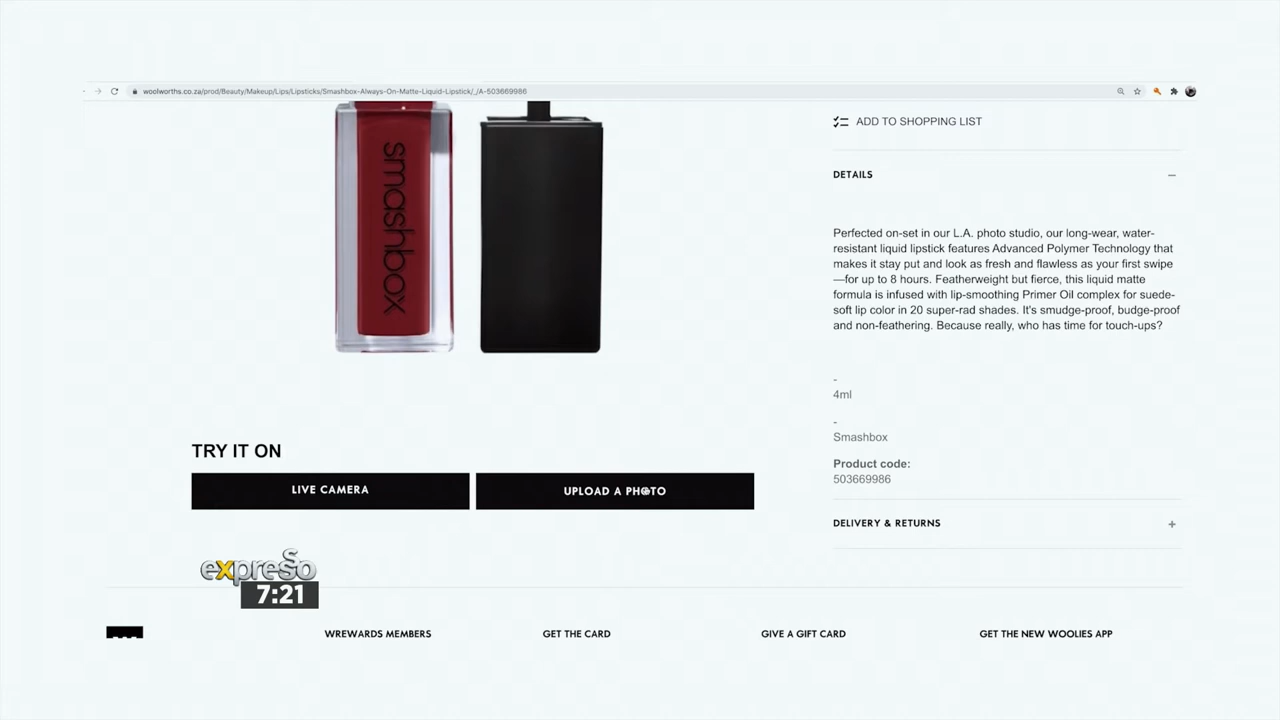 woolworths.co.za/prod/Beauty/Makeup/Lips/Lipsticks/Smashbox-Always-On-Matte-Liquid-Lipstick/_/A-503669986
smashbox
ADD TO SHOPPING LIST
DETAILS
Perfected on-set in our L.A. photo studio, our long-wear, water-
resistant liquid lipstick features Advanced Polymer Technology that
makes it stay put and look as fresh and flawless as your first swipe
—for up to 8 hours. Featherweight but fierce, this liquid matte
formula is infused with lip-smoothing Primer Oil complex for suede-
soft lip color in 20 super-rad shades. It's smudge-proof, budge-proof
and non-feathering. Because really, who has time for touch-ups?
-
4ml
-
Smashbox
Product code:
503669986
DELIVERY & RETURNS
TRY IT ON
LIVE CAMERA
UPLOAD A PHOTO
expresso
7:21
WREWARDS MEMBERS
GET THE CARD
GIVE A GIFT CARD
GET THE NEW WOOLIES APP